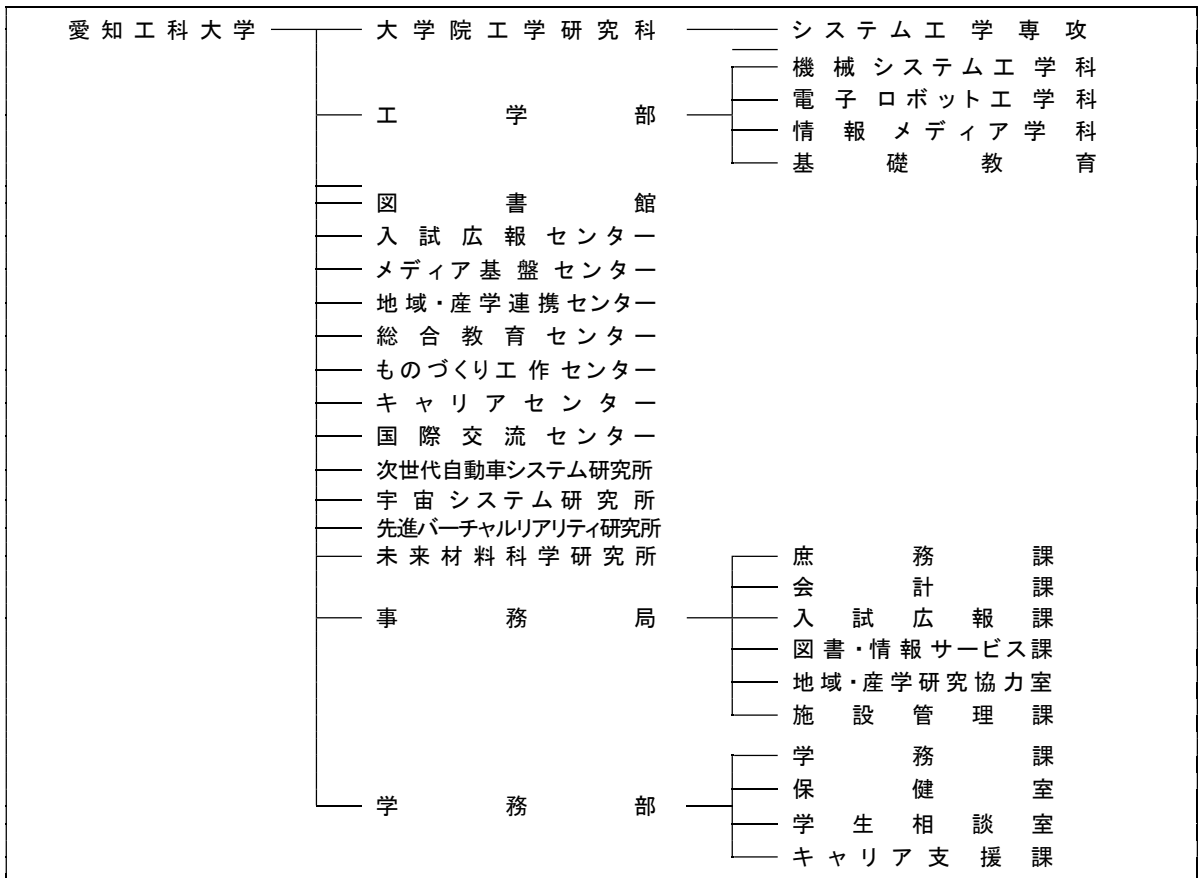 愛知工科大学 大学院工学研究科 システム工学専攻
機械システム工学科
電子ロボット工学科
工学部
情報メディア学科
基礎教育
図書館
入試広報センター
メディア基盤センター
地域・産学連携センター
総合教育センター
ものづくり工作センター
キャリアセンター
国際交流センター
次世代自動車システム研究所
宇宙システム研究所
先進バーチャルリアリティ研究所
未来材料科学研究所 庶務課
会計課
事務局 入試広報課
図書・情報サービス課
地域・産学研究協力室
施設管理課
学務課
保健室
学務部
学生相談室
キャリア支援課